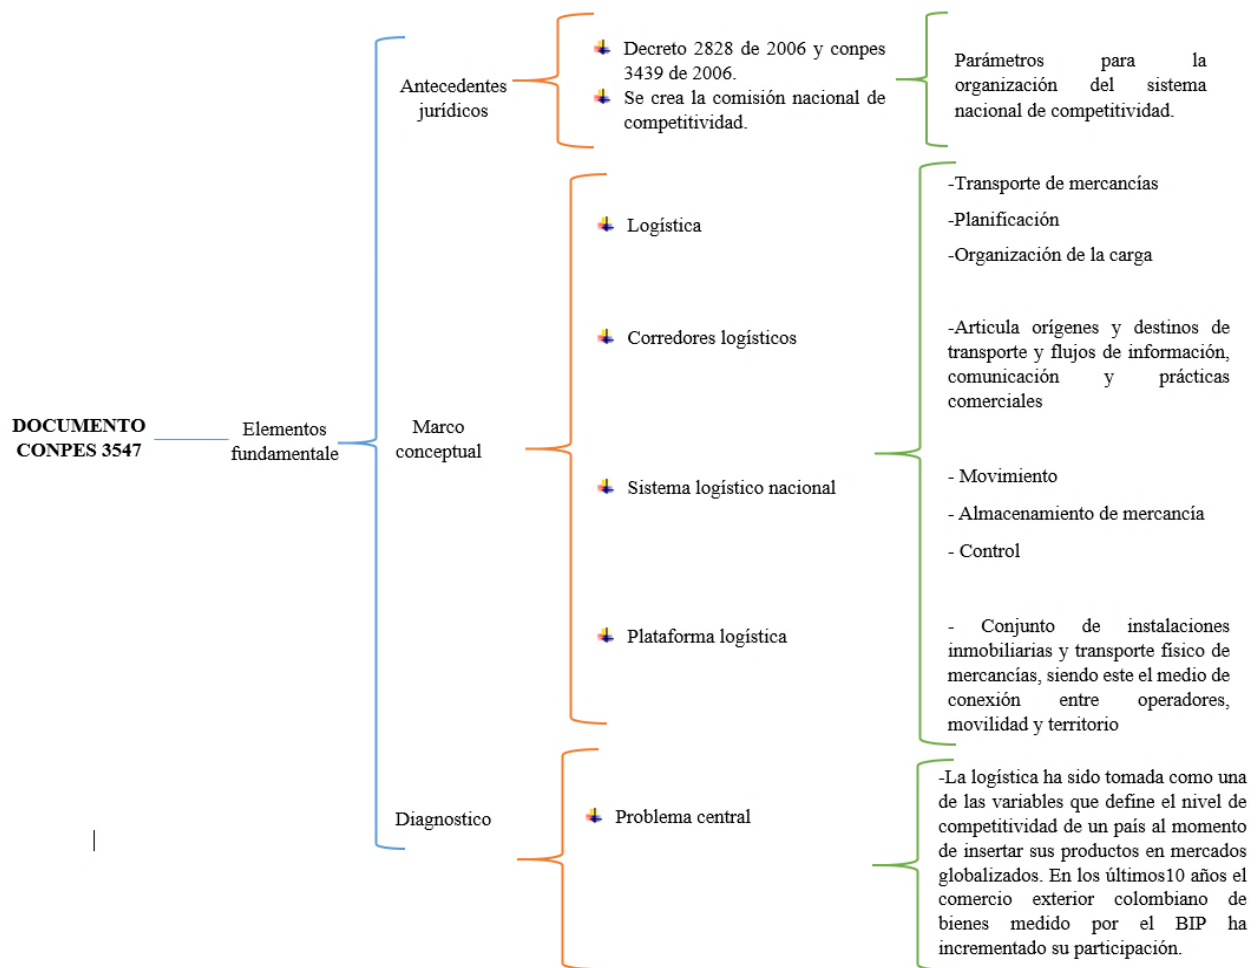 DOCUMENTO
CONPES 3547
Elementos
fundamentale
Antecedentes
jurídicos
Decreto 2828 de 2006 y conpes
3439 de 2006.
Se crea la comisión nacional de
competitividad.
Parámetros para la
organización del sistema
nacional de competitividad.
Marco
conceptual
Logística
-Transporte de mercancías
-Planificación
-Organización de la carga
Corredores logísticos
-Articula orígenes y destinos de
transporte y flujos de información,
comunicación y prácticas
comerciales
Sistema logístico nacional
- Movimiento
- Almacenamiento de mercancía
- Control
Plataforma logística
- Conjunto de instalaciones
inmobiliarias y transporte físico de
mercancías, siendo este el medio de
conexión entre operadores,
movilidad y territorio
Diagnostico
Problema central
-La logística ha sido tomada como una
de las variables que define el nivel de
competitividad de un país al momento
de insertar sus productos en mercados
globalizados. En los últimos10 años el
comercio exterior colombiano de
bienes medido por el BIP ha
incrementado su participación.